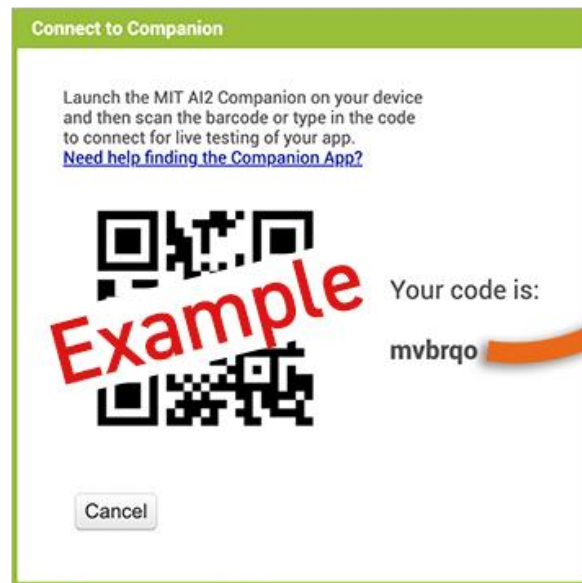 Connect to Companion
Launch the MIT AI2 Companion on your device
and then scan the barcode or type in the code
to connect for live testing of your app.
Need help finding the Companion App?
Example
Your code is:
mvbrqo
Cancel